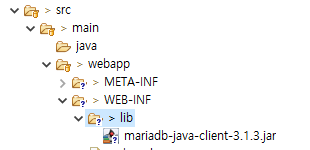 > src
> main
java
> webapp
> META-INF
> WEB-INF
> lib
mariadb-java-client-3.1.3.jar